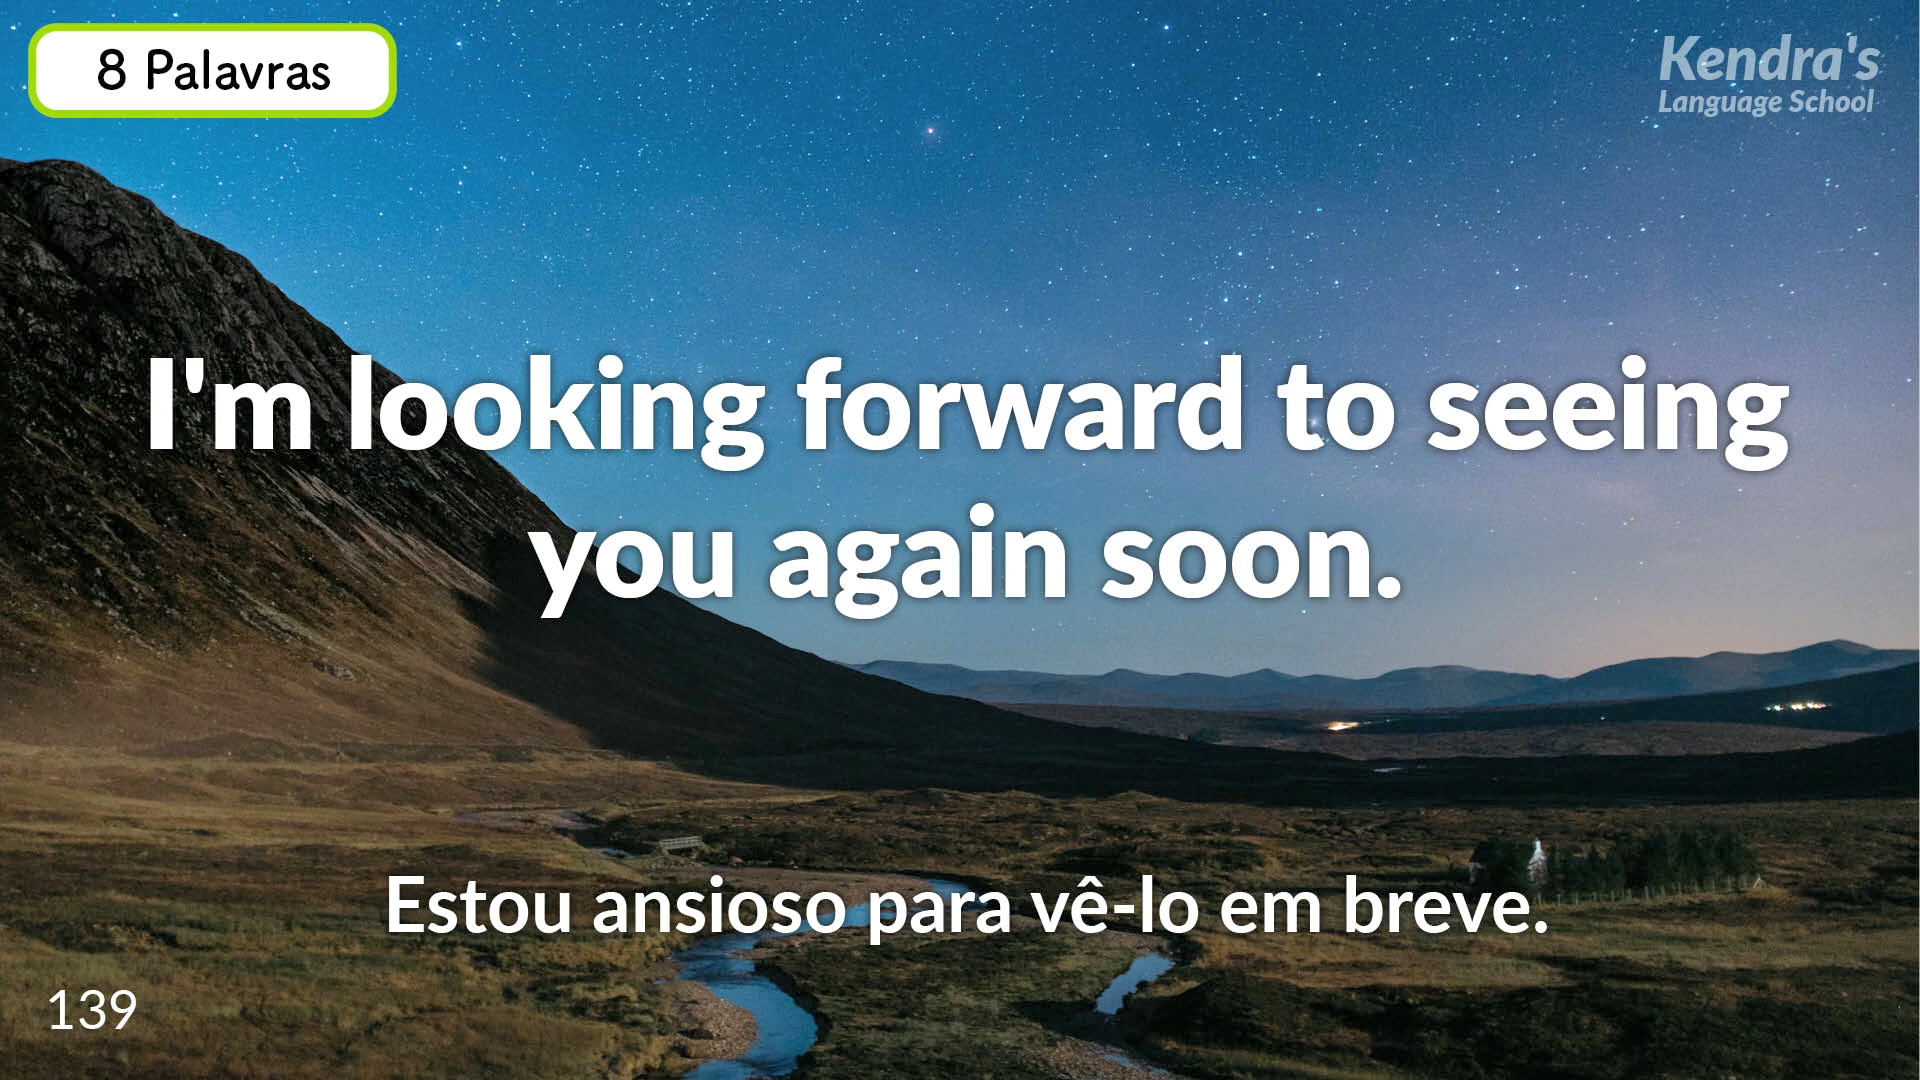 8 Palavras
Kendra's
Language School
I'm looking forward to seeing
you again soon.
Estou ansioso para vê-lo em breve.
139